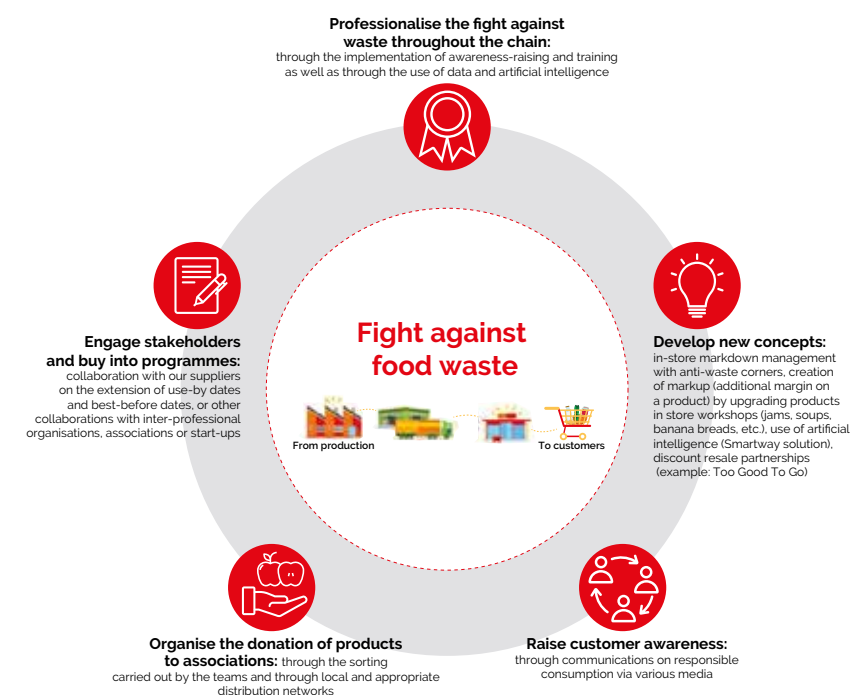 Professionalise the fight against
waste throughout the chain:
through the implementation of awareness-raising and training
as well as through the use of data and artificial intelligence
Engage stakeholders
and buy into programmes:
collaboration with our suppliers
on the extension of use-by dates
and best-before dates, or other
collaborations with inter-professional
organisations, associations or start-ups
Fight against
food waste
From production
To customers
Develop new concepts:
in-store markdown management
with anti-waste corners, creation
of markup (additional margin on
a product) by upgrading products
in store workshops (jams, soups,
banana breads, etc.), use of artificial
intelligence (Smartway solution),
discount resale partnerships
(example: Too Good To Go)
Organise the donation of products
to associations: through the sorting
carried out by the teams and through local and appropriate
distribution networks
Raise customer awareness:
through communications on responsible
consumption via various media